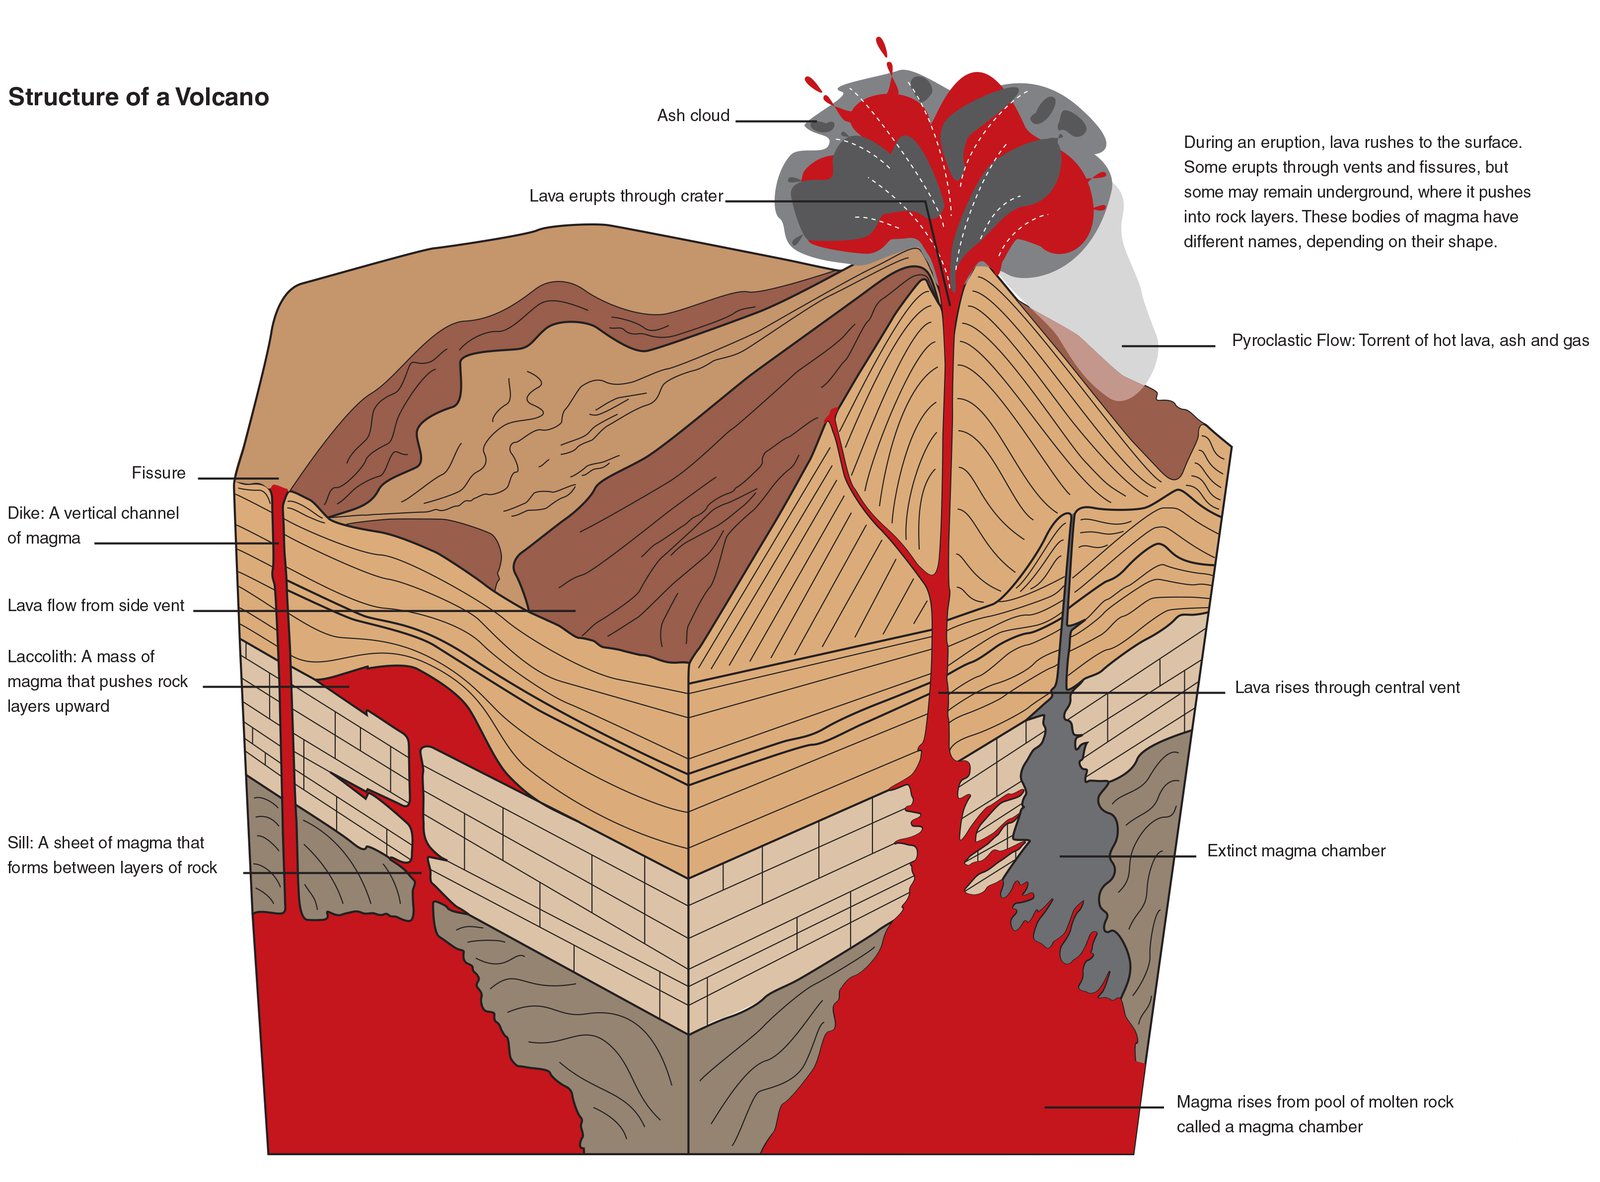 Structure of a Volcano
Ash cloud
Lava erupts through crater
During an eruption, lava rushes to the surface.
Some erupts through vents and fissures, but
some may remain underground, where it pushes
into rock layers. These bodies of magma have
different names, depending on their shape.
Pyroclastic Flow: Torrent of hot lava, ash and gas
Fissure
Dike: A vertical channel
of magma
Lava flow from side vent
Laccolith: A mass of
magma that pushes rock
layers upward
Lava rises through central vent
Sill: A sheet of magma that
forms between layers of rock
Extinct magma chamber
Magma rises from pool of molten rock
called a magma chamber